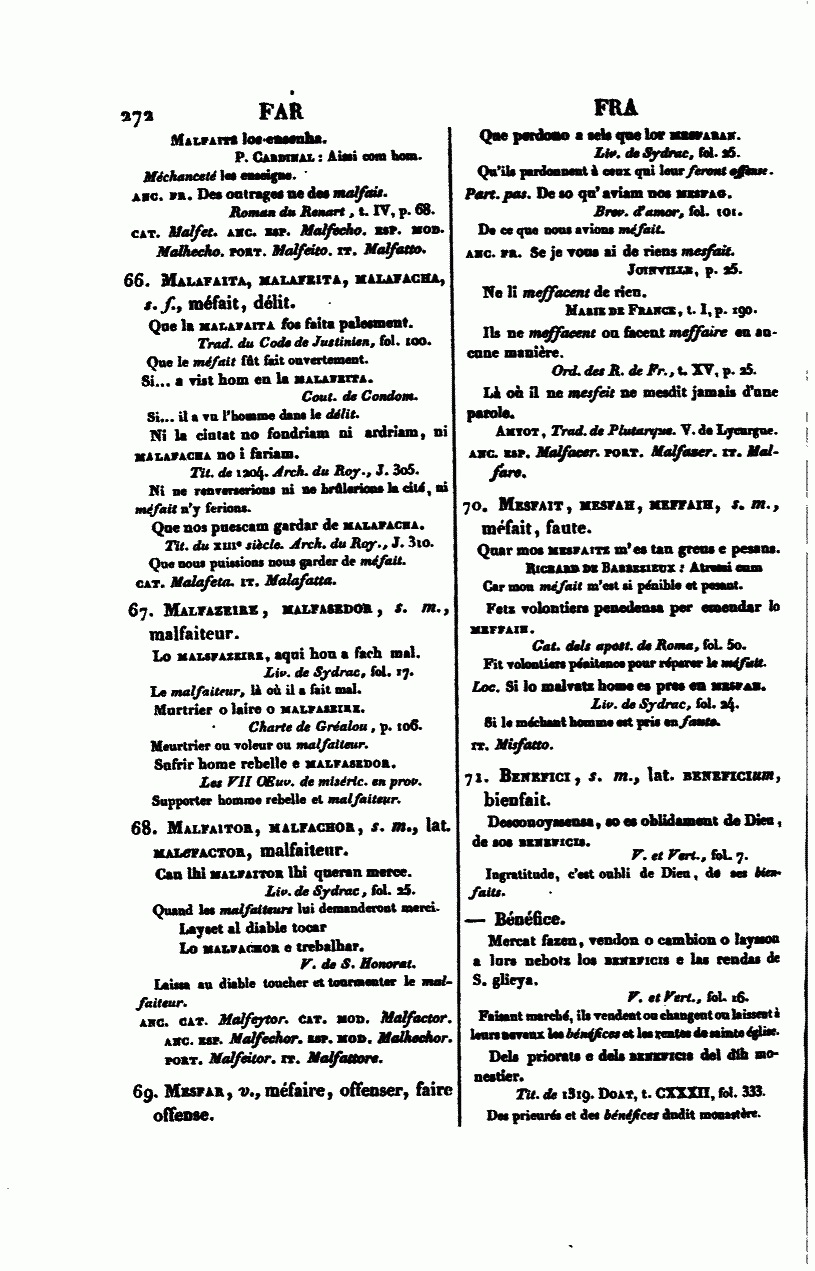 272 FAR
MALFAITS los-ensenha.
P. CARDINAL : Aissi com hom.
Méchanceté les enseigne.
ANC. FR. Des outrages ne des malfais.
Roman du Renart, t. IV, p. 68.
CAT. Malfet. ANC. ESP. Malfecho. ESP. MOD.
Malhecho. PORT. Malfeito. IT. Malfatto.
66. MALAFAITA, MALAFEITA, MALAFACHA,
s. f., méfait, délit.
Que la MALAFAITA fos faita palesment.
Trad. du Code de Justinien, fol. 100.
Que le méfait fût fait ouvertement.
Si... a vist hom en la MALAFEITA.
Cout. de Condom.
Si... il a vu l'homme dans le délit.
Ni la ciutat no fondriam ni ardriam, ni
MALAFACHA no i fariam.
Tit. de 1204. Arch. du Roy., J. 305.
Ni ne renverserions ni ne brûlerions la cité, ni
méfait n'y ferions.
Que nos puescam gardar de MALAFACHA.
Tit. du XIIIe siècle. Arch. du Roy., J. 310.
Que nous puissions nous garder de méfait.
CAT. Malafeta. IT. Malafatta.
67. MALFAZEIRE, MALFASEDOR, s. m.,
malfaiteur.
Lo MALSFAZEIRE, aqui hon a fach mal.
Liv. de Sydrac, fol. 17.
Le malfaiteur, là où il a fait mal.
Murtrier o laire o MALFASEIRE.
Charte de Gréalou, p. 106.
Meurtrier ou voleur ou malfaiteur.
Sufrir home rebelle e MALFASEDOR.
Les VII OEuv. de miséric. en prov.
Supporter homme rebelle et malfaiteur.
68. MALFAITOR, MALFACHOR, s. m., lat.
MALEFACTOR, malfaiteur.
Can lhi MALFAITOR lhi queran merce.
Liv. de Sydrac, fol. 25.
Quand les malfaiteurs lui demanderont merci.
Layset al diable tocar
Lo MALFACHOR e trebalhar.
V. de S. Honorat.
Laissa au diable toucher et tourmenter le mal-
faiteur.
ANC. CAT. Malfeytor. CAT. MOD. Malfactor.
ANC. ESP. Malfechor. ESP. MOD. Malhechor.
PORT. Malfeitor. IT. Malfattore.
69. MESFAR, v., méfaire, offenser, faire
offense.
FRA
Que perdono a sels que lor MESFARAN.
Liv. de Sydrac, fol. 26.
Qu'ils pardonnent à ceux qui leur feront offense.
Part. pas. De so qu'aviam nos MESFAG.
Brev. d'amor, fol. 101.
De ce que nous avions méfait.
ANC. FR. Se je vous ai de riens mesfait.
JOINVILLE, p. 25.
Ne li meffacent de rien.
MARIE DE FRANCE, t. I, p. 190.
Ils ne meffacent ou facent meffaire en au-
cune manière.
Ord. des R. de Fr., t. XV, p. 25.
Là où il ne mesfeit ne mesdit jamais d'une
parole.
AMYOT, Trad. de Plutarque. V. de Lycurgue.
ANC. ESP. Malfacer. PORT. Malfazer. IT. Mal-
fare.
70. MESFAIT, MESFAH, MEFFAIH, s. m.,
méfait, faute.
Quar mos MESFAITZ m'es tan greus e pesans.
RICHARD DE BARBEZIEUX : Atressi cum
Car mon méfait m'est si pénible et pesant.
Fetz volontiers penedensa per emendar lo
MEFFAIH.
Cat. dels apost. de Roma, fol. 50.
Fit volontiers pénitence pour réparer le méfait.
Loc. Si lo malvatz home es pres en MESFAH.
Liv. de Sydrac, fol. 24.
Si le méchant homme est pris en faute.
IT. Misfatto.
71. BENEFICI, s. m., lat. BENEFICIUM,
bienfait.
Desconoyssensa, so es oblidament de Dieu,
de sos BENEFICIS.
V. et Vert., fol. 7.
Ingratitude, c'est oubli de Dieu, de ses bien-
faits.
— Bénéfice.
Mercat fazen, vendon o cambion o laysson
a lurs nebotz los BENEFICIS e las rendas de
S. glieya.
V. et Vert., fol. 16.
Faisant marché, ils vendent ou changent ou laissent à
leurs neveux les bénéfices et les rentes de sainte église.
Dels priorats e dels BENEFICIS del dih mo-
nestier.
Tit. de 1319. DOAT, t. CXXXII, fol. 333.
Des prieurés et des bénéfices dudit monastère.